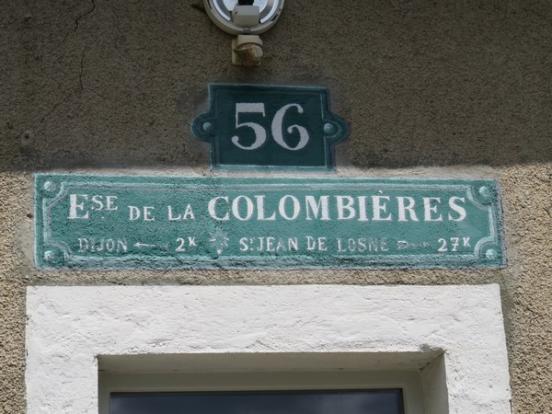 56
Ese DE LA COLOMBIÈRES
DIJON ← 2K St JEAN DE LOSNE → 27K